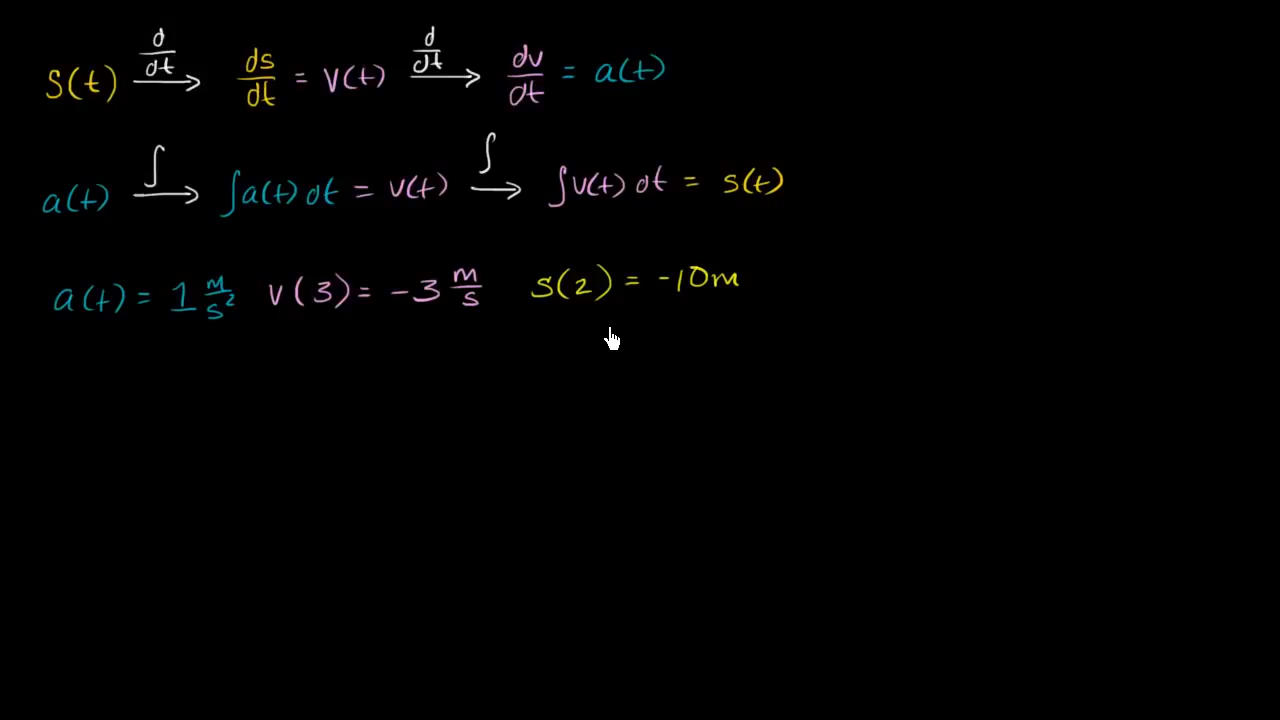 S(t) d/dt → ds/dt = v(t) d/dt → dv/dt = a(t)
a(t) ∫ → ∫a(t) dt = v(t) ∫ → ∫v(t) dt = s(t)
a(t) = 1 m/s² v(3) = -3 m/s s(2) = -10m